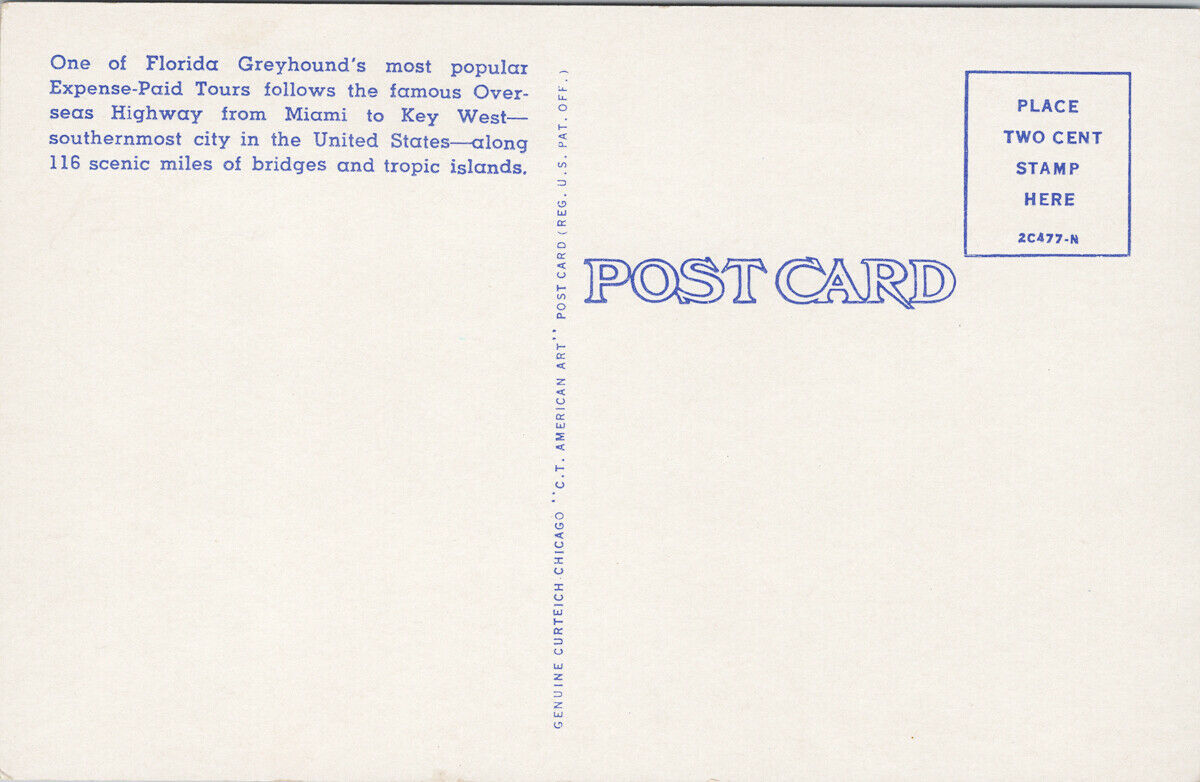 One of Florida Greyhound's most popular
Expense-Paid Tours follows the famous Over-
seas Highway from Miami to Key West—
southernmost city in the United States—along
116 scenic miles of bridges and tropic islands.
GENUINE CURTEICH-CHICAGO "C.T. AMERICAN ART" POST CARD (REG. U.S. PAT. OFF.)
POST CARD
PLACE
TWO CENT
STAMP
HERE
2C477-N